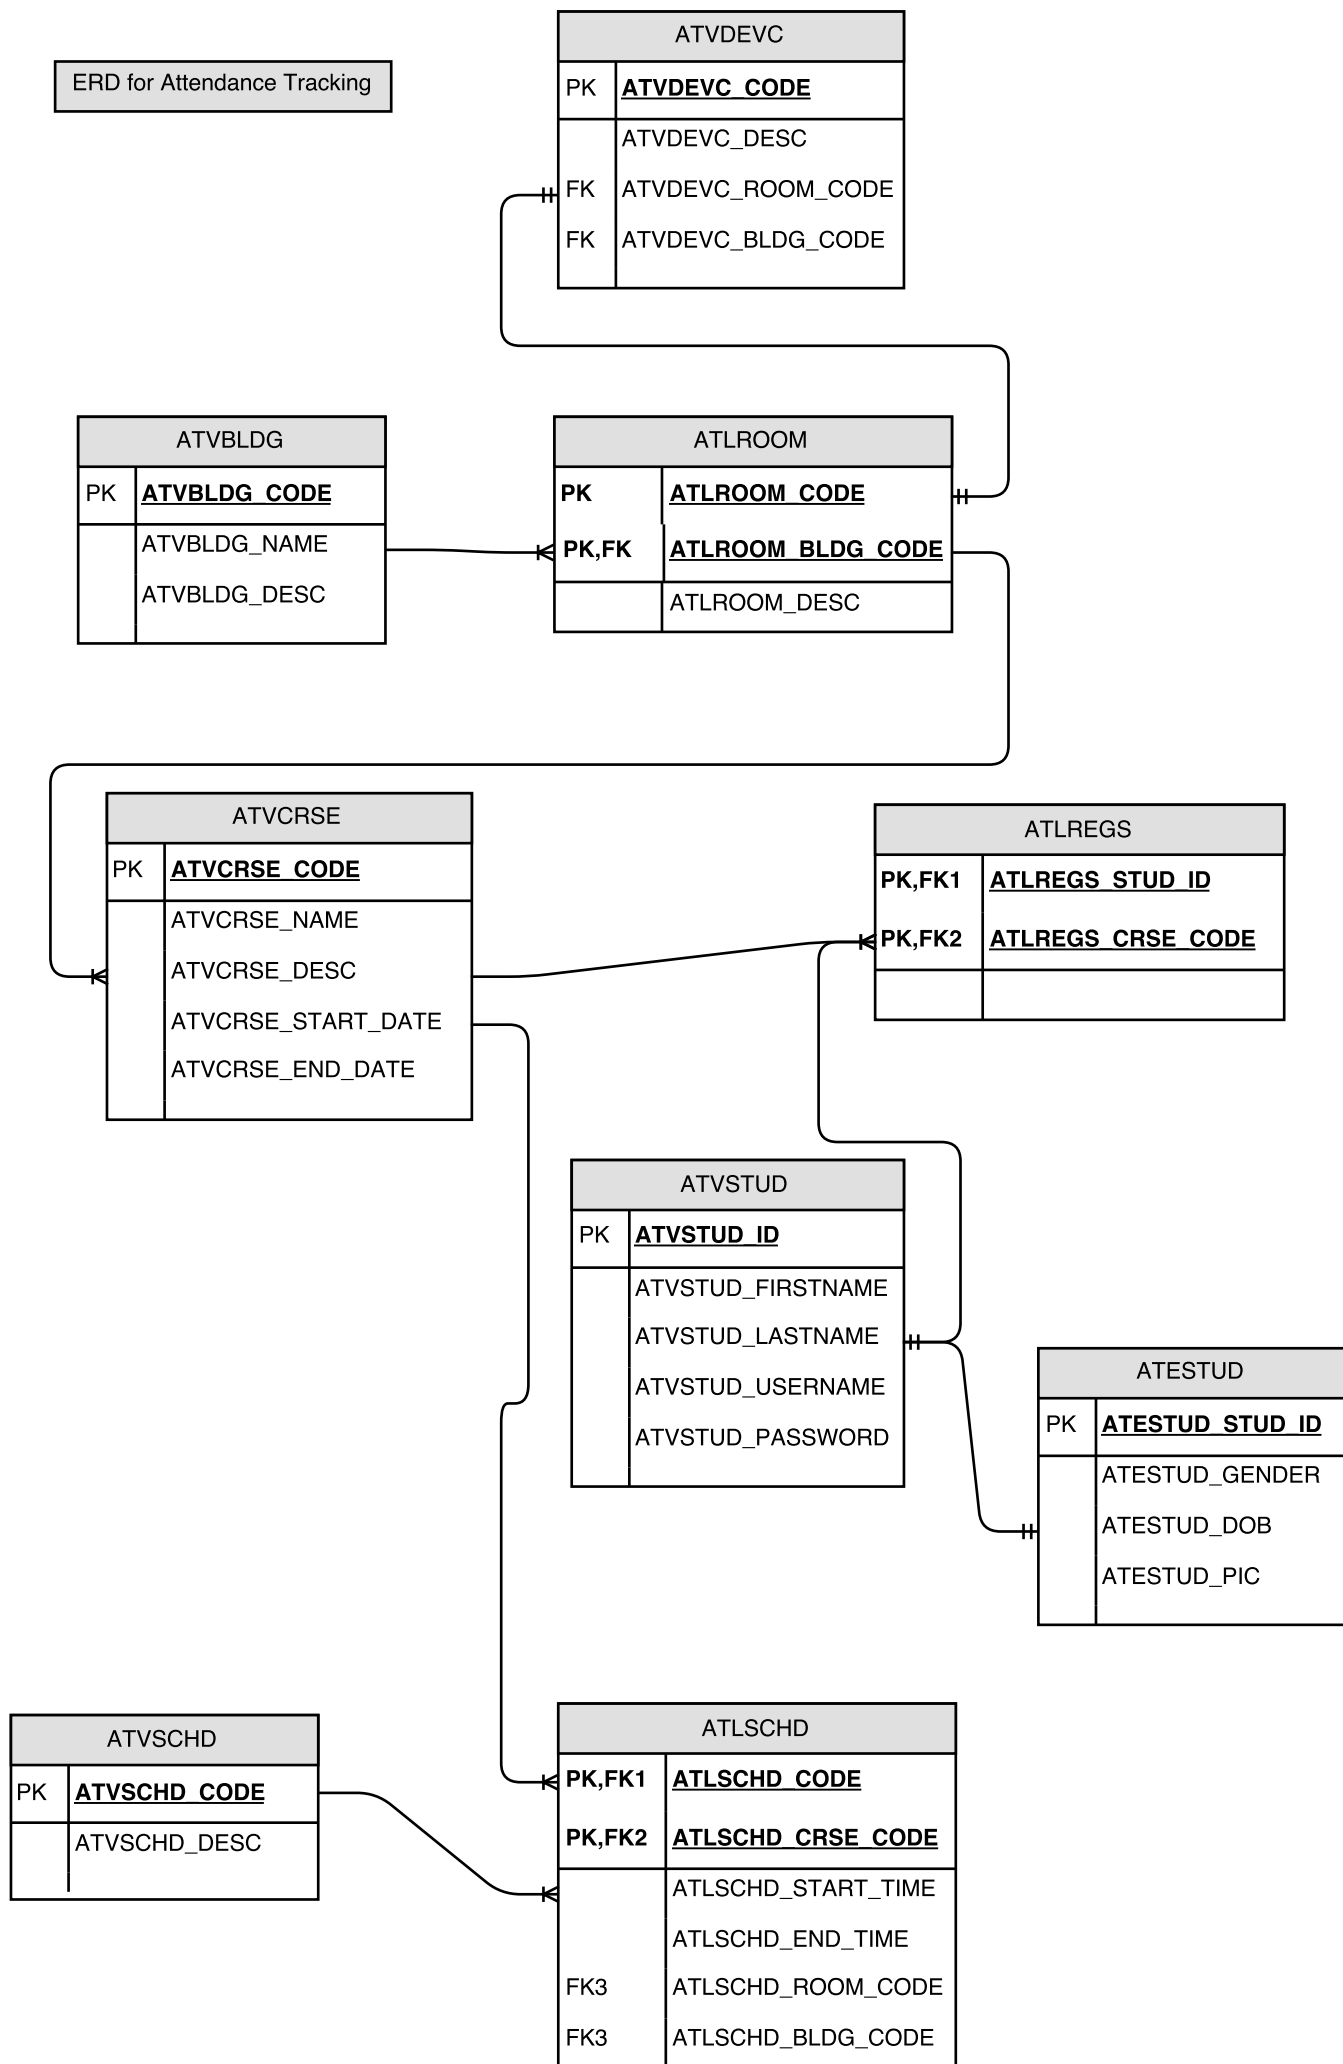 ERD for Attendance Tracking
ATVDEVC
PK ATVDEVC_CODE
ATVDEVC_DESC
FK ATVDEVC_ROOM_CODE
FK ATVDEVC_BLDG_CODE
ATVBLDG
PK ATVBLDG_CODE
ATVBLDG_NAME
ATVBLDG_DESC
ATLROOM
PK ATLROOM_CODE
PK,FK ATLROOM_BLDG_CODE
ATLROOM_DESC
ATVCRSE
PK ATVCRSE_CODE
ATVCRSE_NAME
ATVCRSE_DESC
ATVCRSE_START_DATE
ATVCRSE_END_DATE
ATLREGS
PK,FK1 ATLREGS_STUD_ID
PK,FK2 ATLREGS_CRSE_CODE
ATVSTUD
PK ATVSTUD_ID
ATVSTUD_FIRSTNAME
ATVSTUD_LASTNAME
ATVSTUD_USERNAME
ATVSTUD_PASSWORD
ATESTUD
PK ATESTUD_STUD_ID
ATESTUD_GENDER
ATESTUD_DOB
ATESTUD_PIC
ATVSCHD
PK ATVSCHD_CODE
ATVSCHD_DESC
ATLSCHD
PK,FK1 ATLSCHD_CODE
PK,FK2 ATLSCHD_CRSE_CODE
ATLSCHD_START_TIME
ATLSCHD_END_TIME
FK3 ATLSCHD_ROOM_CODE
FK3 ATLSCHD_BLDG_CODE